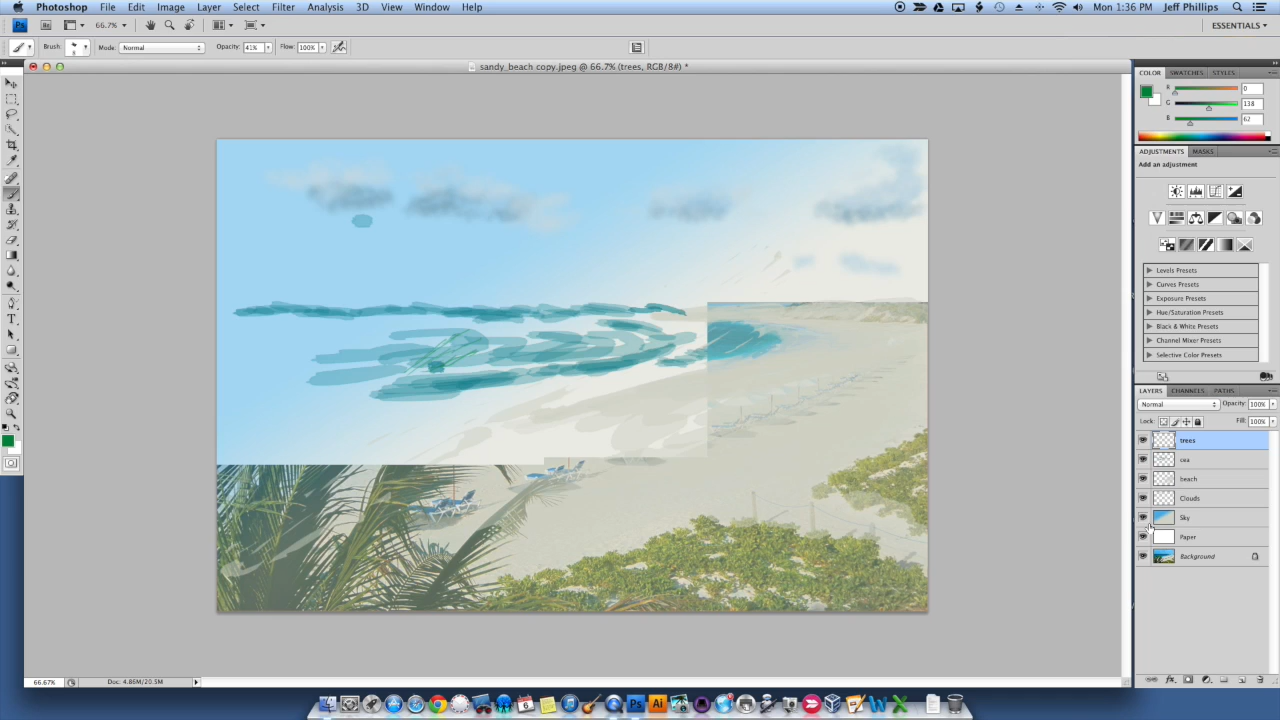 Photoshop File Edit Image Layer Select Filter Analysis 3D View Window Help
Mon 1:36 PM Jeff Phillips
Ps Br 66.7% ESSENTIALS
Brush: Mode: Normal Opacity: 41% Flow: 100%
sandy_beach copy.jpeg @ 66.7% (trees, RGB/8#) *
COLOR SWATCHES STYLES
R 0
G 138
B 62
ADJUSTMENTS MASKS
Add an adjustment
Levels Presets
Curves Presets
Exposure Presets
Hue/Saturation Presets
Black & White Presets
Channel Mixer Presets
Selective Color Presets
LAYERS CHANNELS PATHS
Normal Opacity: 100%
Lock: Fill: 100%
trees
sea
beach
Clouds
Sky
Paper
Background
66.67% Doc: 4.86M/20.5M
Ps Ai